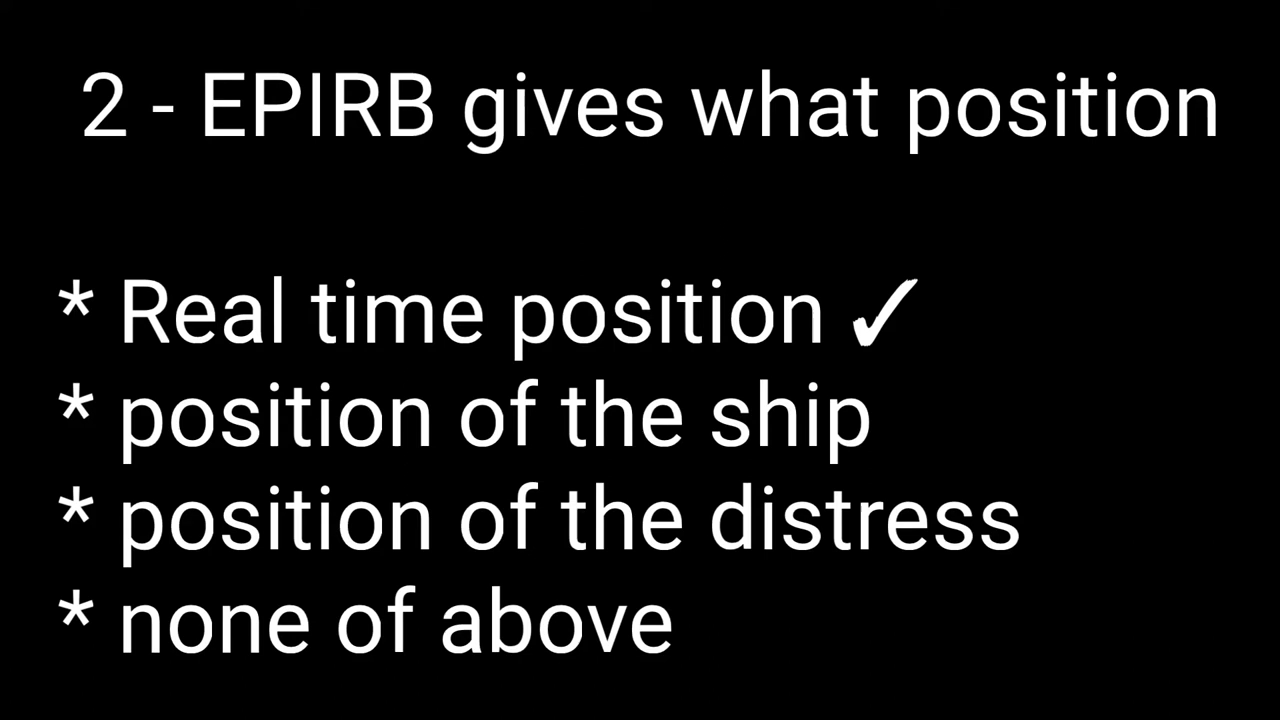 2 - EPIRB gives what position
* Real time position ✓
* position of the ship
* position of the distress
* none of above